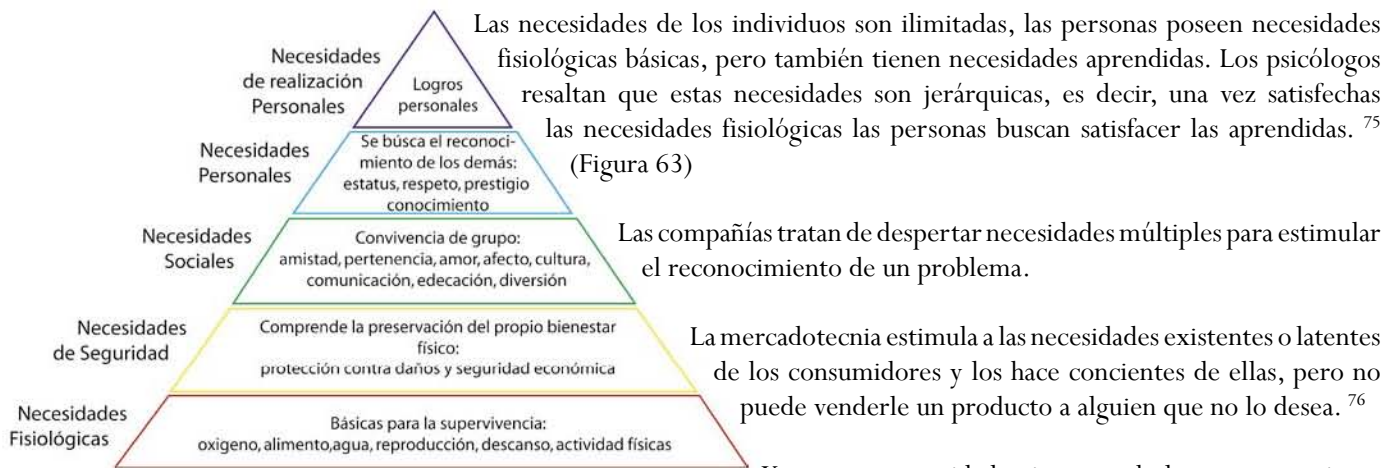 Necesidades
de realización
Personales
Logros
personales
Necesidades
Personales
Se búsca el reconoci-
miento de los demás:
estatus, respeto, prestigio
conocimiento
Necesidades
Sociales
Convivencia de grupo:
amistad, pertenencia, amor, afecto, cultura,
comunicación, edecación, diversión
Necesidades
de Seguridad
Comprende la preservación del propio bienestar
físico:
protección contra daños y seguridad económica
Necesidades
Fisiológicas
Básicas para la supervivencia:
oxigeno, alimento,agua, reproducción, descanso, actividad físicas
Las necesidades de los individuos son ilimitadas, las personas poseen necesidades
fisiológicas básicas, pero también tienen necesidades aprendidas. Los psicólogos
resaltan que estas necesidades son jerárquicas, es decir, una vez satisfechas
las necesidades fisiológicas las personas buscan satisfacer las aprendidas. 75
(Figura 63)
Las compañías tratan de despertar necesidades múltiples para estimular
el reconocimiento de un problema.
La mercadotecnia estimula a las necesidades existentes o latentes
de los consumidores y los hace concientes de ellas, pero no
puede venderle un producto a alguien que no lo desea. 76